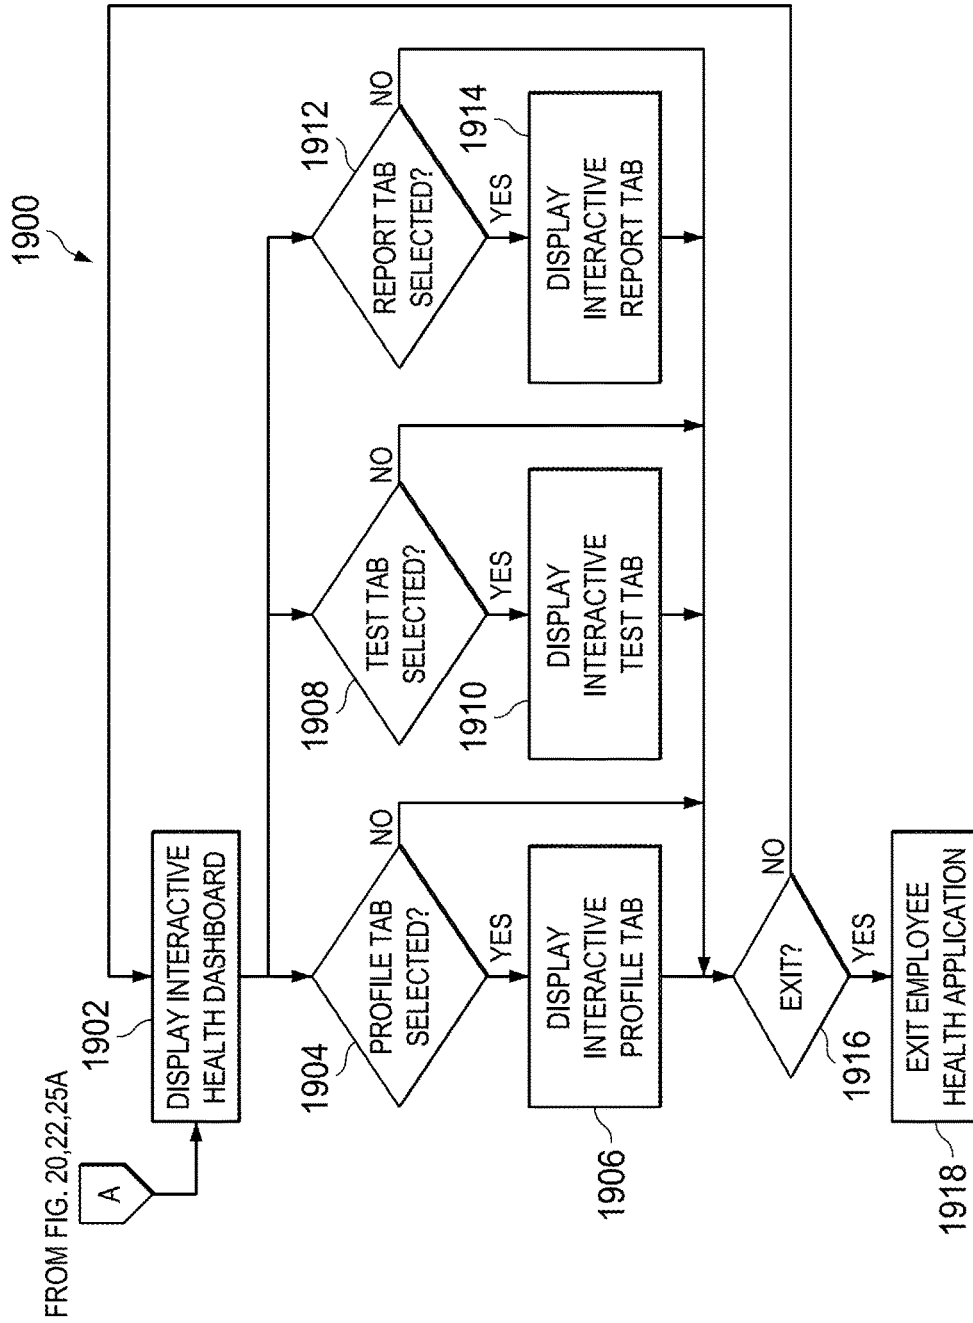 1900
FROM FIG. 20,22,25A
A
1902
DISPLAY INTERACTIVE
HEALTH DASHBOARD
1904
PROFILE TAB
SELECTED?
NO
YES
1908
TEST TAB
SELECTED?
NO
YES
1912
REPORT TAB
SELECTED?
NO
YES
1906
DISPLAY
INTERACTIVE
PROFILE TAB
1910
DISPLAY
INTERACTIVE
TEST TAB
1914
DISPLAY
INTERACTIVE
REPORT TAB
1916
EXIT?
NO
YES
1918
EXIT EMPLOYEE
HEALTH APPLICATION